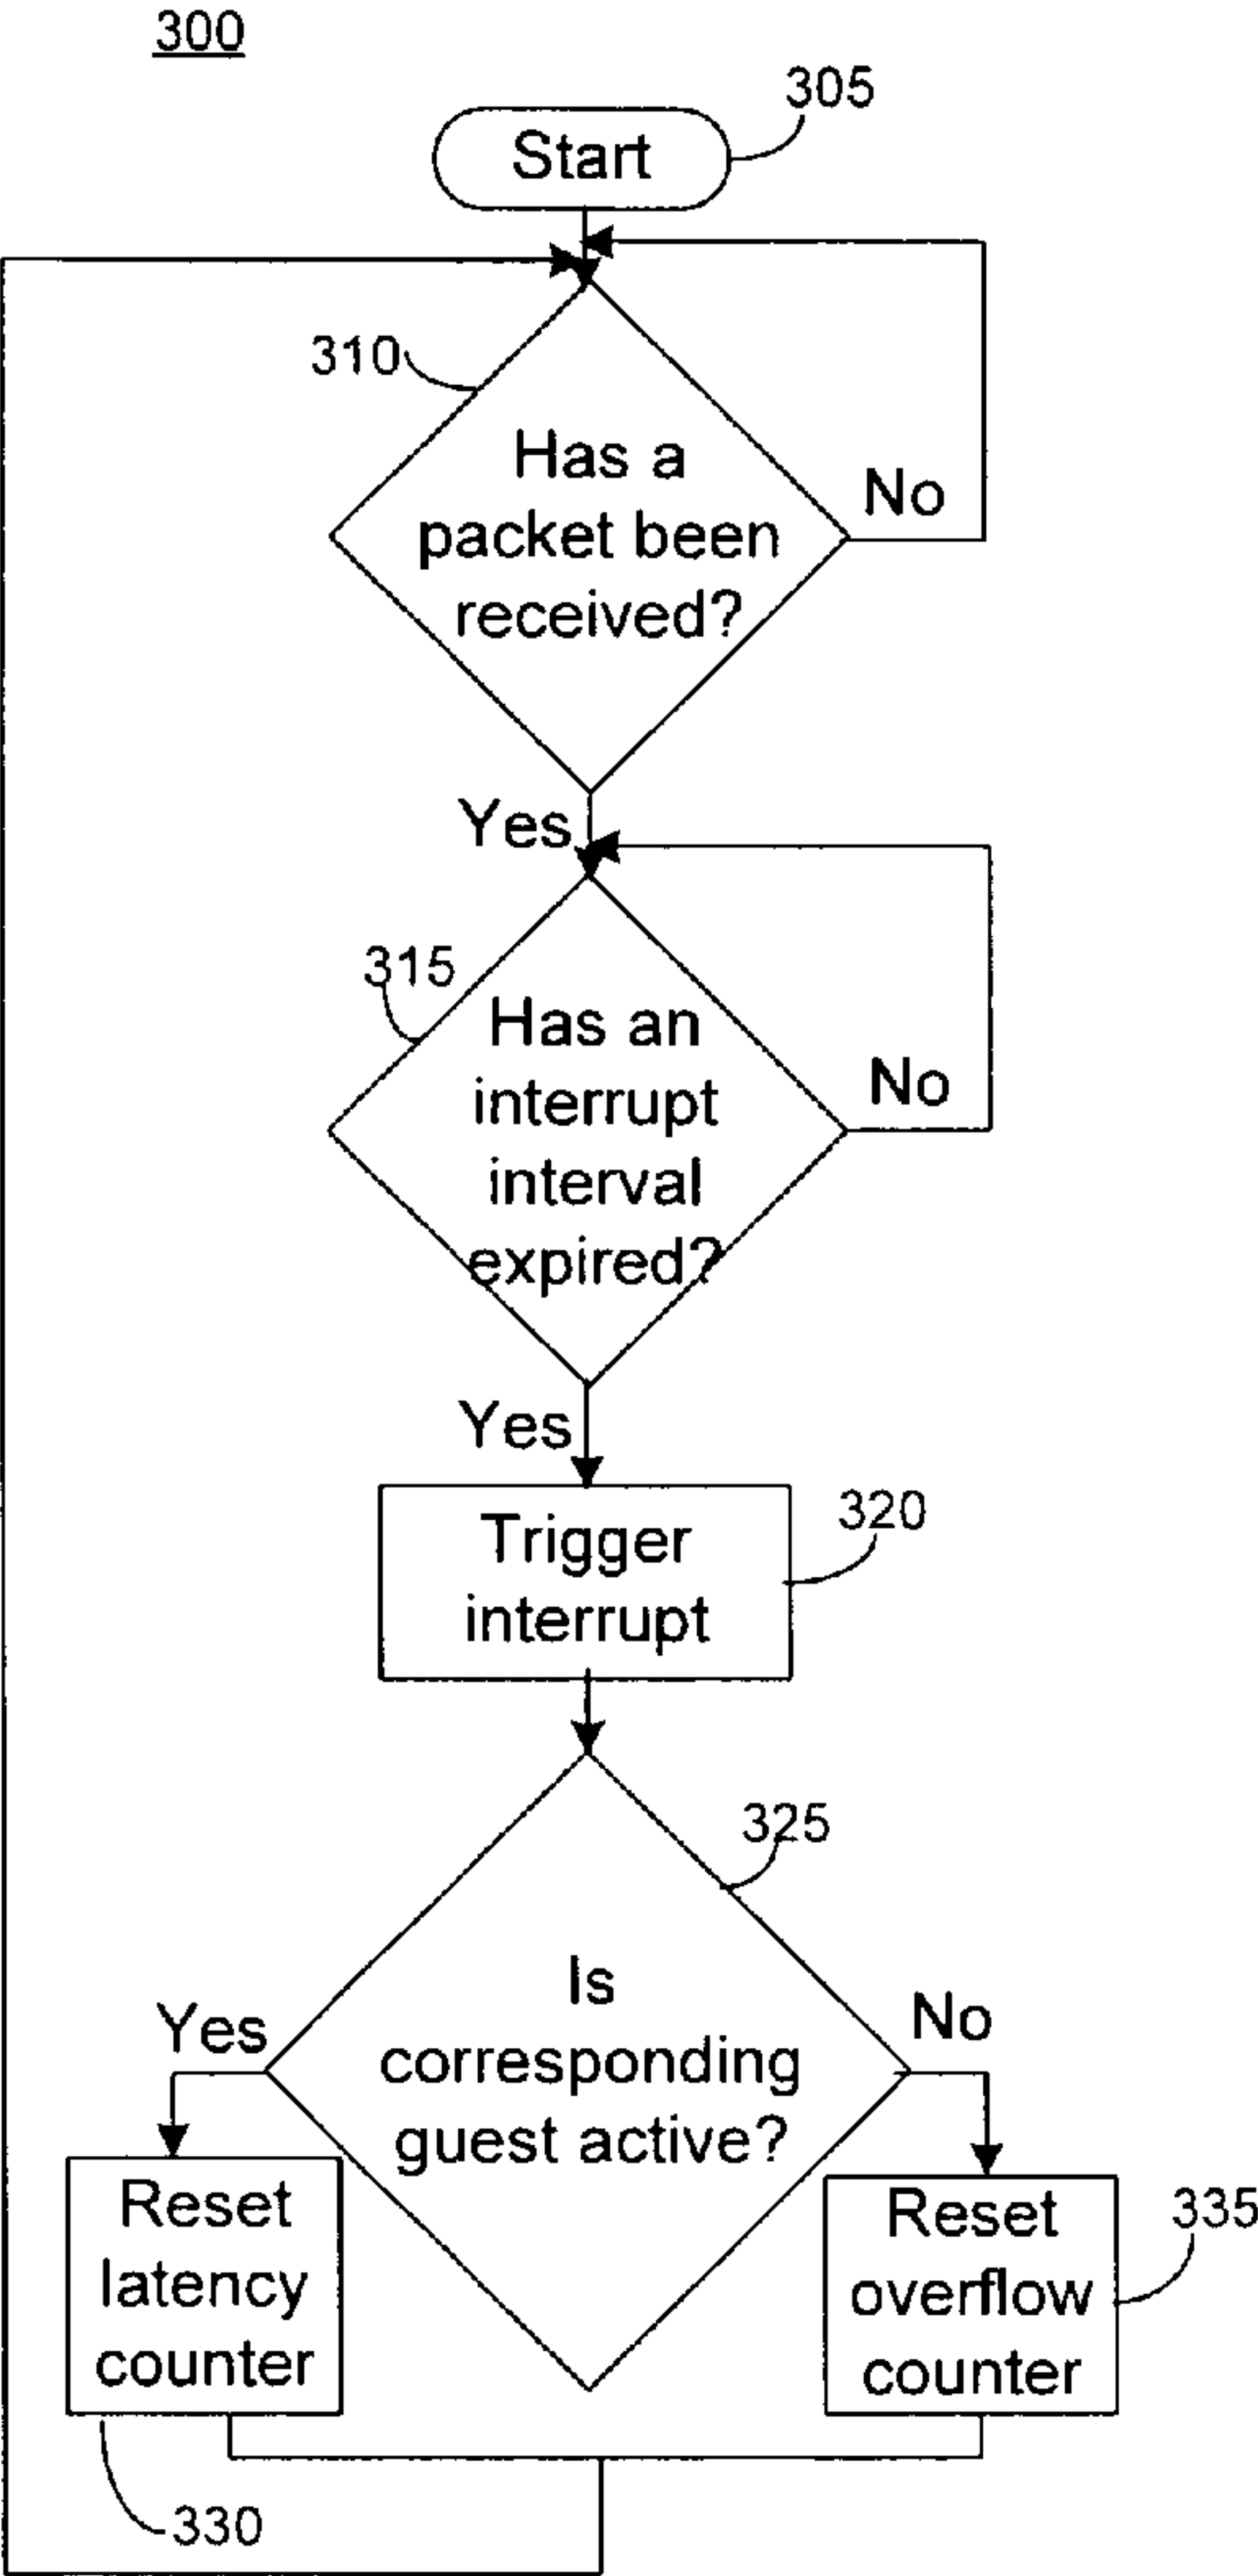 300
305
Start
310
Has a
packet been
received?
No
Yes
315
Has an
interrupt
interval
expired?
No
Yes
320
Trigger
interrupt
325
Is
corresponding
guest active?
Yes
No
Reset
latency
counter
Reset
overflow
counter
335
330